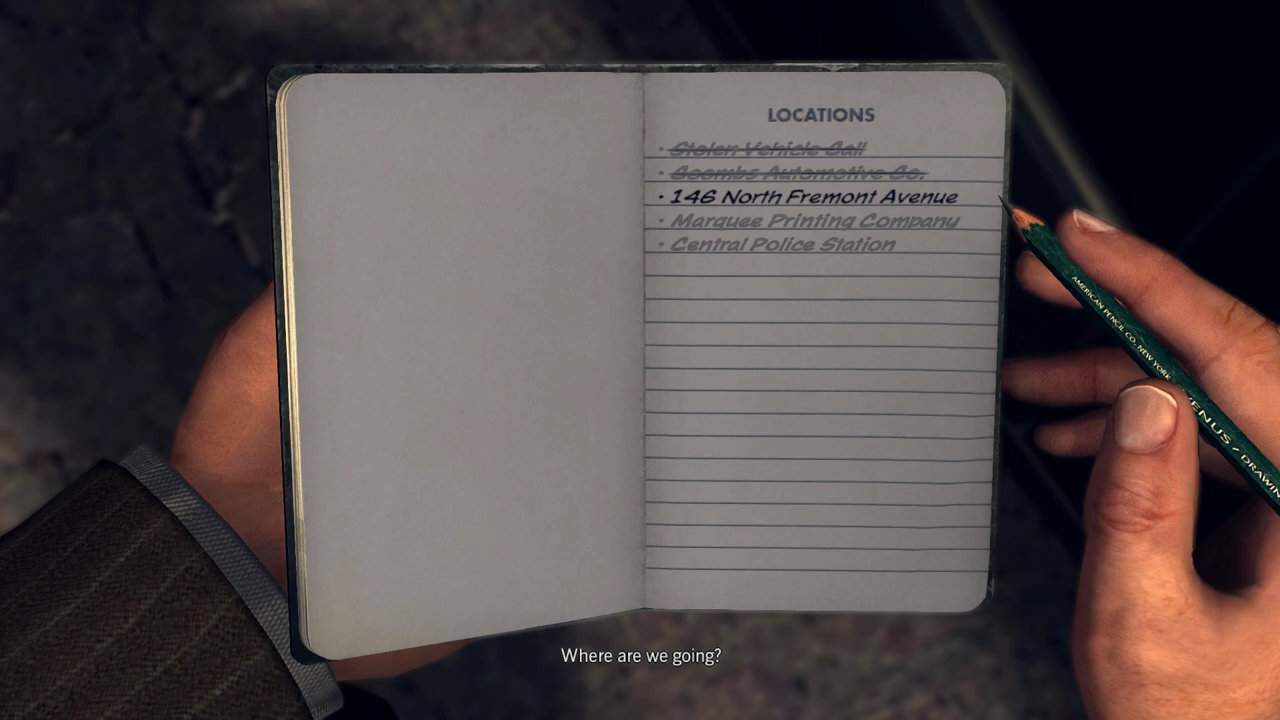 LOCATIONS
· Stolen Vehicle Call
· Coombs Automotive Co.
· 146 North Fremont Avenue
· Marquee Printing Company
· Central Police Station
AMERICAN PENCIL CO. NEW YORK
VENUS / DRAWIN
Where are we going?